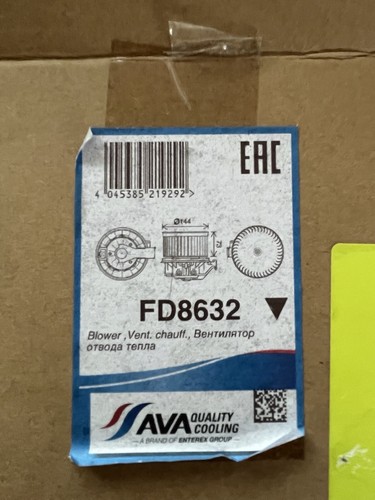 EAC
4 045385 219292 >
Ø144
73
FD8632
Blower ,Vent. chauff., Вентилятор
отвода тепла
AVA QUALITY
COOLING
A BRAND OF ENTEREX GROUP